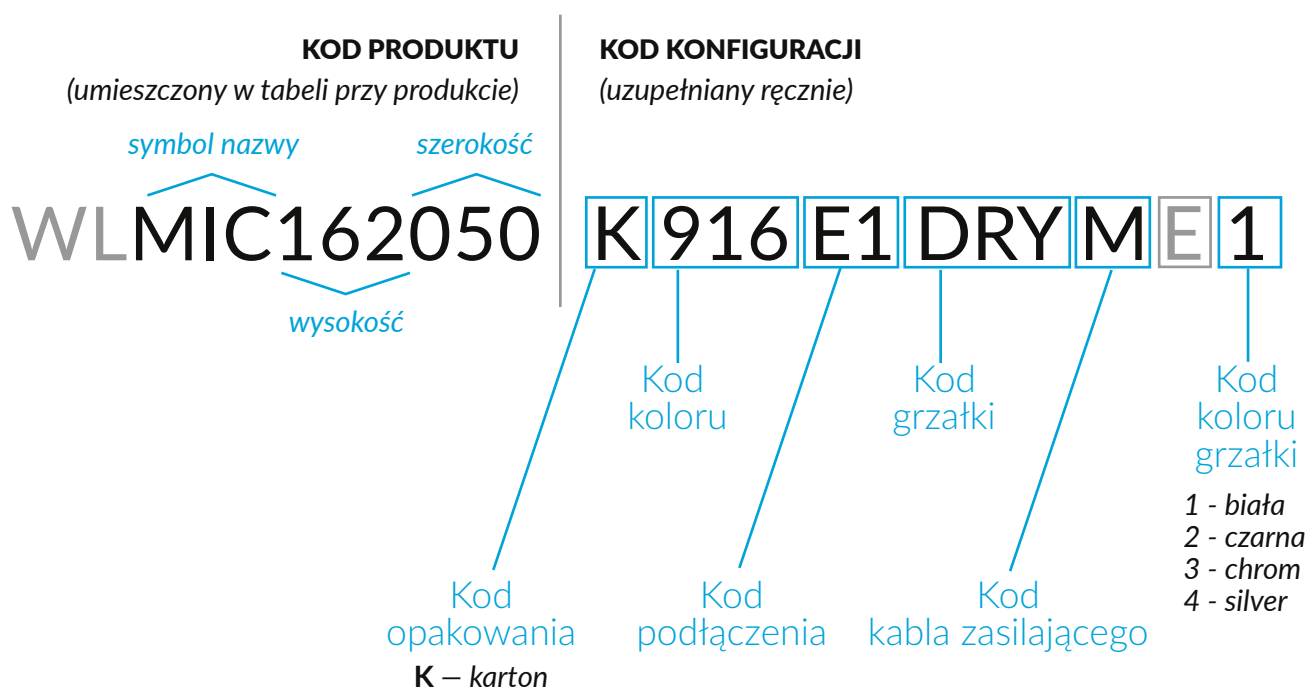 KOD PRODUKTU
(umieszczony w tabeli przy produkcie)
KOD KONFIGURACJI
(uzupełniany ręcznie)
symbol nazwy
szerokość
WLMIC162050
K 916 E1 DRY M E 1
wysokość
Kod
koloru
Kod
grzałki
Kod
koloru
grzałki
1 - biała
2 - czarna
3 - chrom
4 - silver
Kod
opakowania
K – karton
Kod
podłączenia
Kod
kabla zasilającego